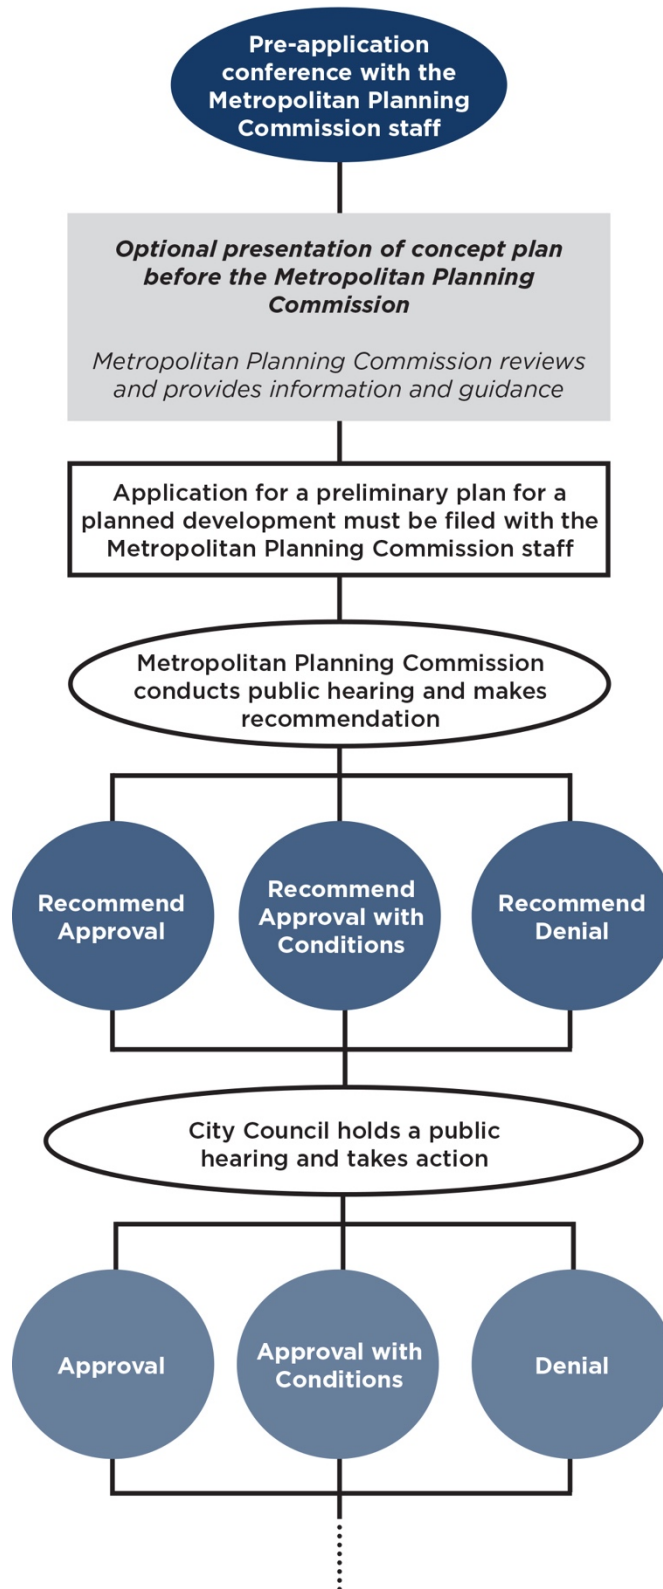 Pre-application
conference with the
Metropolitan Planning
Commission staff
Optional presentation of concept plan
before the Metropolitan Planning
Commission
Metropolitan Planning Commission reviews
and provides information and guidance
Application for a preliminary plan for a
planned development must be filed with the
Metropolitan Planning Commission staff
Metropolitan Planning Commission
conducts public hearing and makes
recommendation
Recommend
Approval
Recommend
Approval with
Conditions
Recommend
Denial
City Council holds a public
hearing and takes action
Approval
Approval with
Conditions
Denial